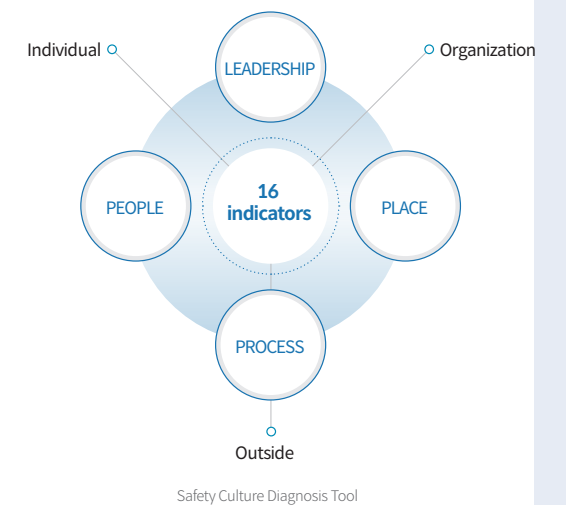 Individual
Organization
LEADERSHIP
PEOPLE
16
indicators
PLACE
PROCESS
Outside
Safety Culture Diagnosis Tool